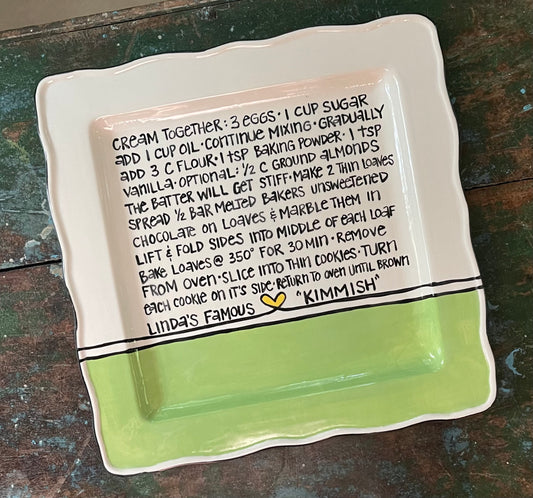 CREAM TOGETHER: 3 EGGS • 1 CUP SUGAR
ADD 1 CUP OIL • CONTINUE MIXING • GRADUALLY
ADD 3 C FLOUR • 1 tSP BAKING POWDER • 1 tSP
VANILLA • OPTIONAL: ½ C GROUND ALMONDS
THE BATTER WILL GET STIFF • MAKE 2 THIN LOAVES
SPREAD ½ BAR MELTED BAKERS UNSWEETENED
CHOCOLATE ON LOAVES & MARBLE THEM IN
LIFT & FOLD SIDES INTO MIDDLE OF EACH LOAF
BAKE LOAVES @ 350° FOR 30 MIN • REMOVE
FROM OVEN • SLICE INTO THIN COOKIES • TURN
EACH COOKIE ON IT'S SIDE • RETURN TO OVEN UNTIL BROWN
LINDA'S FAMOUS "KIMMISH"